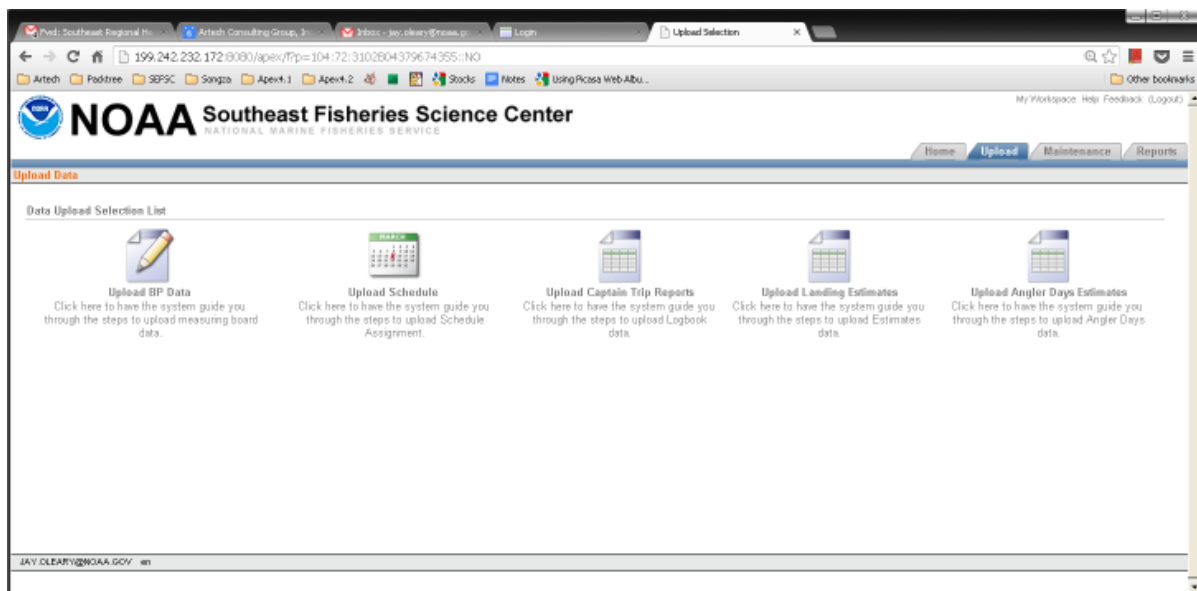 Fwd: Southeast Regional He
Artech Consulting Group, In
Inbox - jay.oleary@noaa.go
Login
Upload Selection
199.242.232.172:8080/apex/f?p=104:72:3102804379674355::NO
Artech
Padstree
SEFSC
Songza
Apex4.1
Apex4.2
Stocks
Notes
Using Picasa Web Albu...
Other bookmarks
My Workspace Help Feedback (Logout)
NOAA Southeast Fisheries Science Center
NATIONAL MARINE FISHERIES SERVICE
Home
Upload
Maintenance
Reports
Upload Data
Data Upload Selection List
MARCH
Upload BP Data
Click here to have the system guide you
through the steps to upload measuring board
data.
Upload Schedule
Click here to have the system guide you
through the steps to upload Schedule
Assignment.
Upload Captain Trip Reports
Click here to have the system guide you
through the steps to upload Logbook
data.
Upload Landing Estimates
Click here to have the system guide you
through the steps to upload Estimates
data.
Upload Angler Days Estimates
Click here to have the system guide you
through the steps to upload Angler Days
data.
JAY.OLEARY@NOAA.GOV en